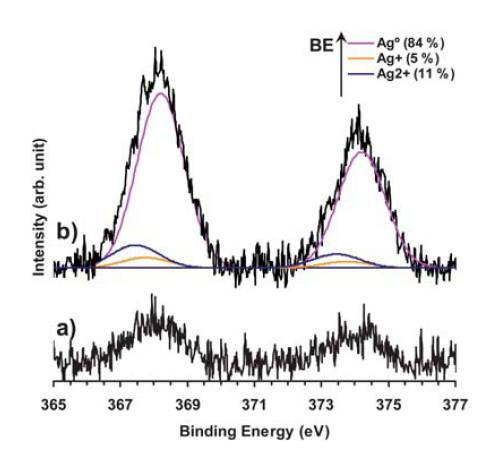 BE
Ag° (84 %)
Ag+ (5 %)
Ag2+ (11 %)
Intensity (arb. unit)
b)
a)
365 367 369 371 373 375 377
Binding Energy (eV)